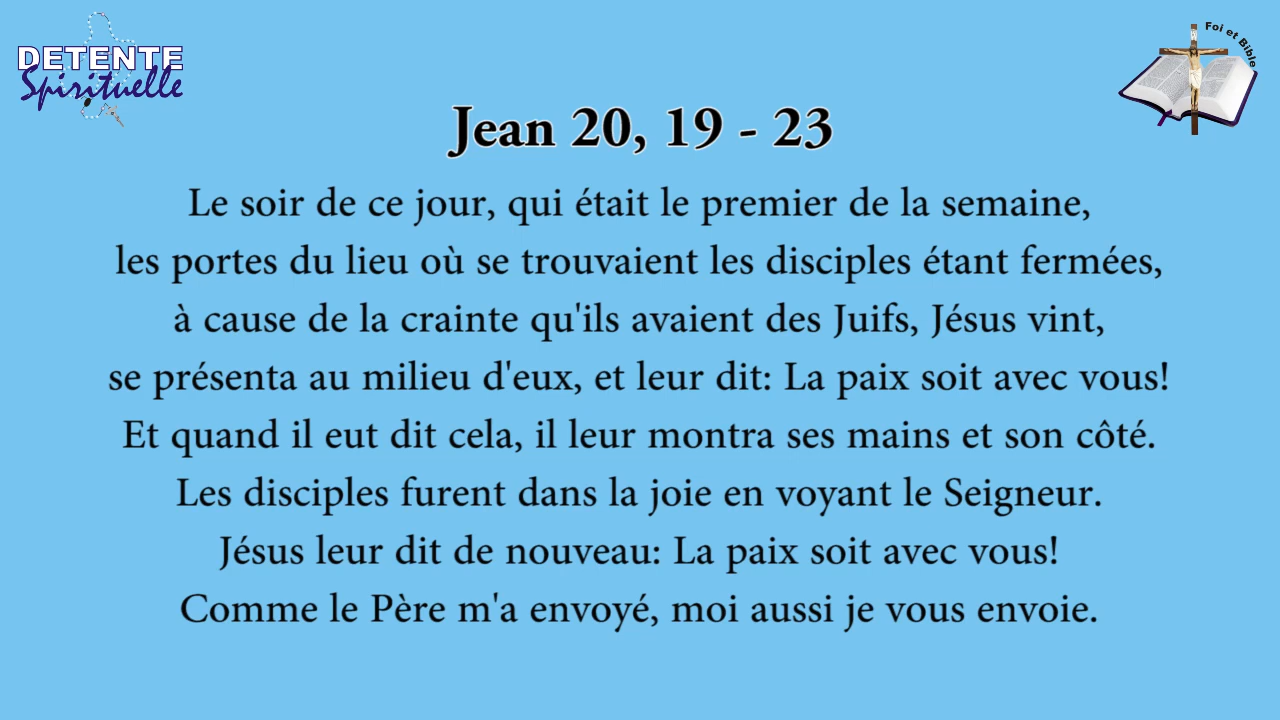 DETENTE
Spirituelle
Foi et Bible
Jean 20, 19 - 23
Le soir de ce jour, qui était le premier de la semaine,
les portes du lieu où se trouvaient les disciples étant fermées,
à cause de la crainte qu'ils avaient des Juifs, Jésus vint,
se présenta au milieu d'eux, et leur dit: La paix soit avec vous!
Et quand il eut dit cela, il leur montra ses mains et son côté.
Les disciples furent dans la joie en voyant le Seigneur.
Jésus leur dit de nouveau: La paix soit avec vous!
Comme le Père m'a envoyé, moi aussi je vous envoie.